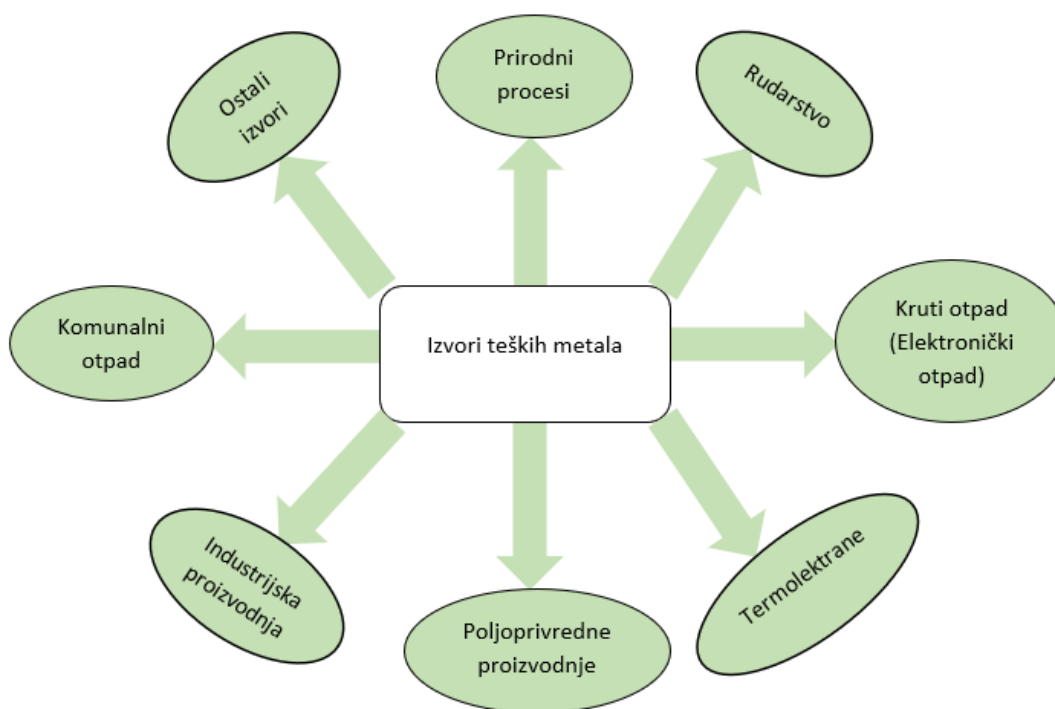 Ostali
izvori
Prirodni
procesi
Rudarstvo
Komunalni
otpad
Izvori teških metala
Kruti otpad
(Elektronički
otpad)
Industrijska
proizvodnja
Poljoprivredne
proizvodnje
Termolektrane